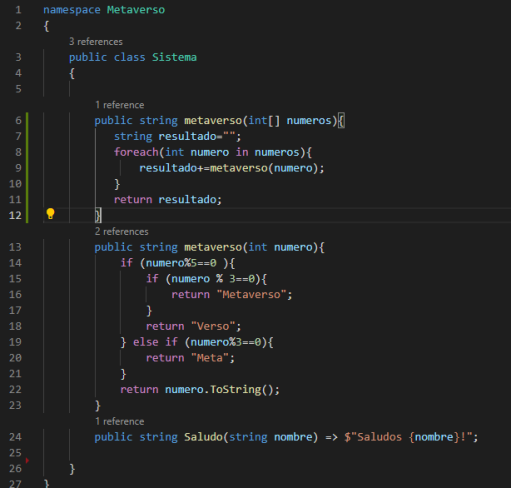 1 namespace Metaverso
2 {
3 references
3 public class Sistema
4 {
5
1 reference
6 public string metaverso(int[] numeros){
7 string resultado="";
8 foreach(int numero in numeros){
9 resultado+=metaverso(numero);
10 }
11 return resultado;
12 }
2 references
13 public string metaverso(int numero){
14 if (numero%5==0 ){
15 if (numero % 3==0){
16 return "Metaverso";
17 }
18 return "Verso";
19 } else if (numero%3==0){
20 return "Meta";
21 }
22 return numero.ToString();
23 }
1 reference
24 public string Saludo(string nombre) => $"Saludos {nombre}!";
25
26 }
27 }